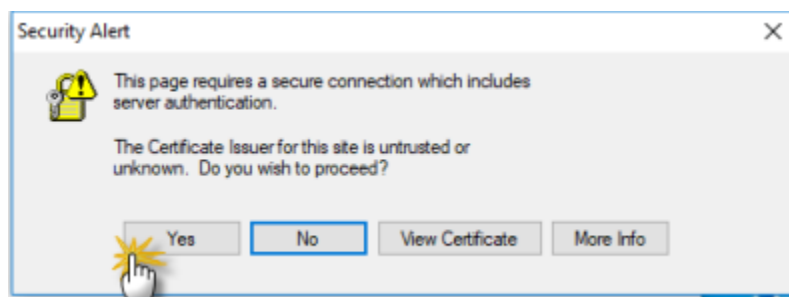 Security Alert
This page requires a secure connection which includes
server authentication.
The Certificate Issuer for this site is untrusted or
unknown. Do you wish to proceed?
Yes No View Certificate More Info